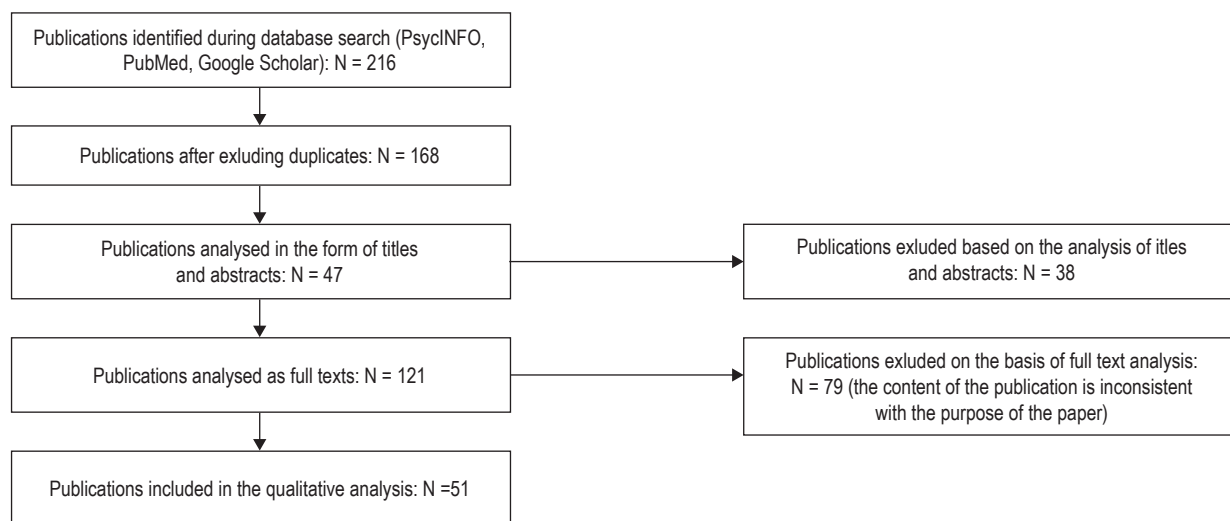 Publications identified during database search (PsycINFO,
PubMed, Google Scholar): N = 216
Publications after exluding duplicates: N = 168
Publications analysed in the form of titles
and abstracts: N = 47
Publications exluded based on the analysis of itles
and abstracts: N = 38
Publications analysed as full texts: N = 121
Publications exluded on the basis of full text analysis:
N = 79 (the content of the publication is inconsistent
with the purpose of the paper)
Publications included in the qualitative analysis: N =51